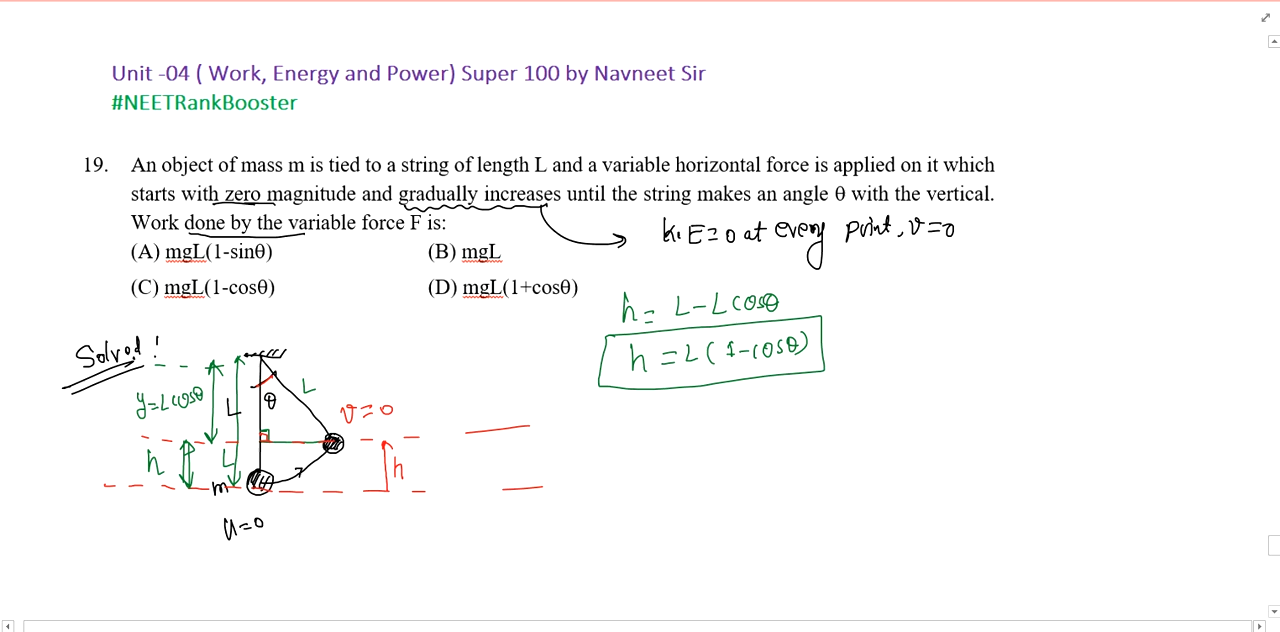 Unit -04 ( Work, Energy and Power) Super 100 by Navneet Sir
#NEETRankBooster
19. An object of mass m is tied to a string of length L and a variable horizontal force is applied on it which
starts with zero magnitude and gradually increases until the string makes an angle θ with the vertical.
Work done by the variable force F is:
(A) mgL(1-sinθ) (B) mgL
(C) mgL(1-cosθ) (D) mgL(1+cosθ)
K.E=0 at every point, v=0
h = L-Lcosθ
h = L(1-cosθ)
Solved!
y=Lcosθ
L
θ
L
v=0
h
L
h
m
u=0